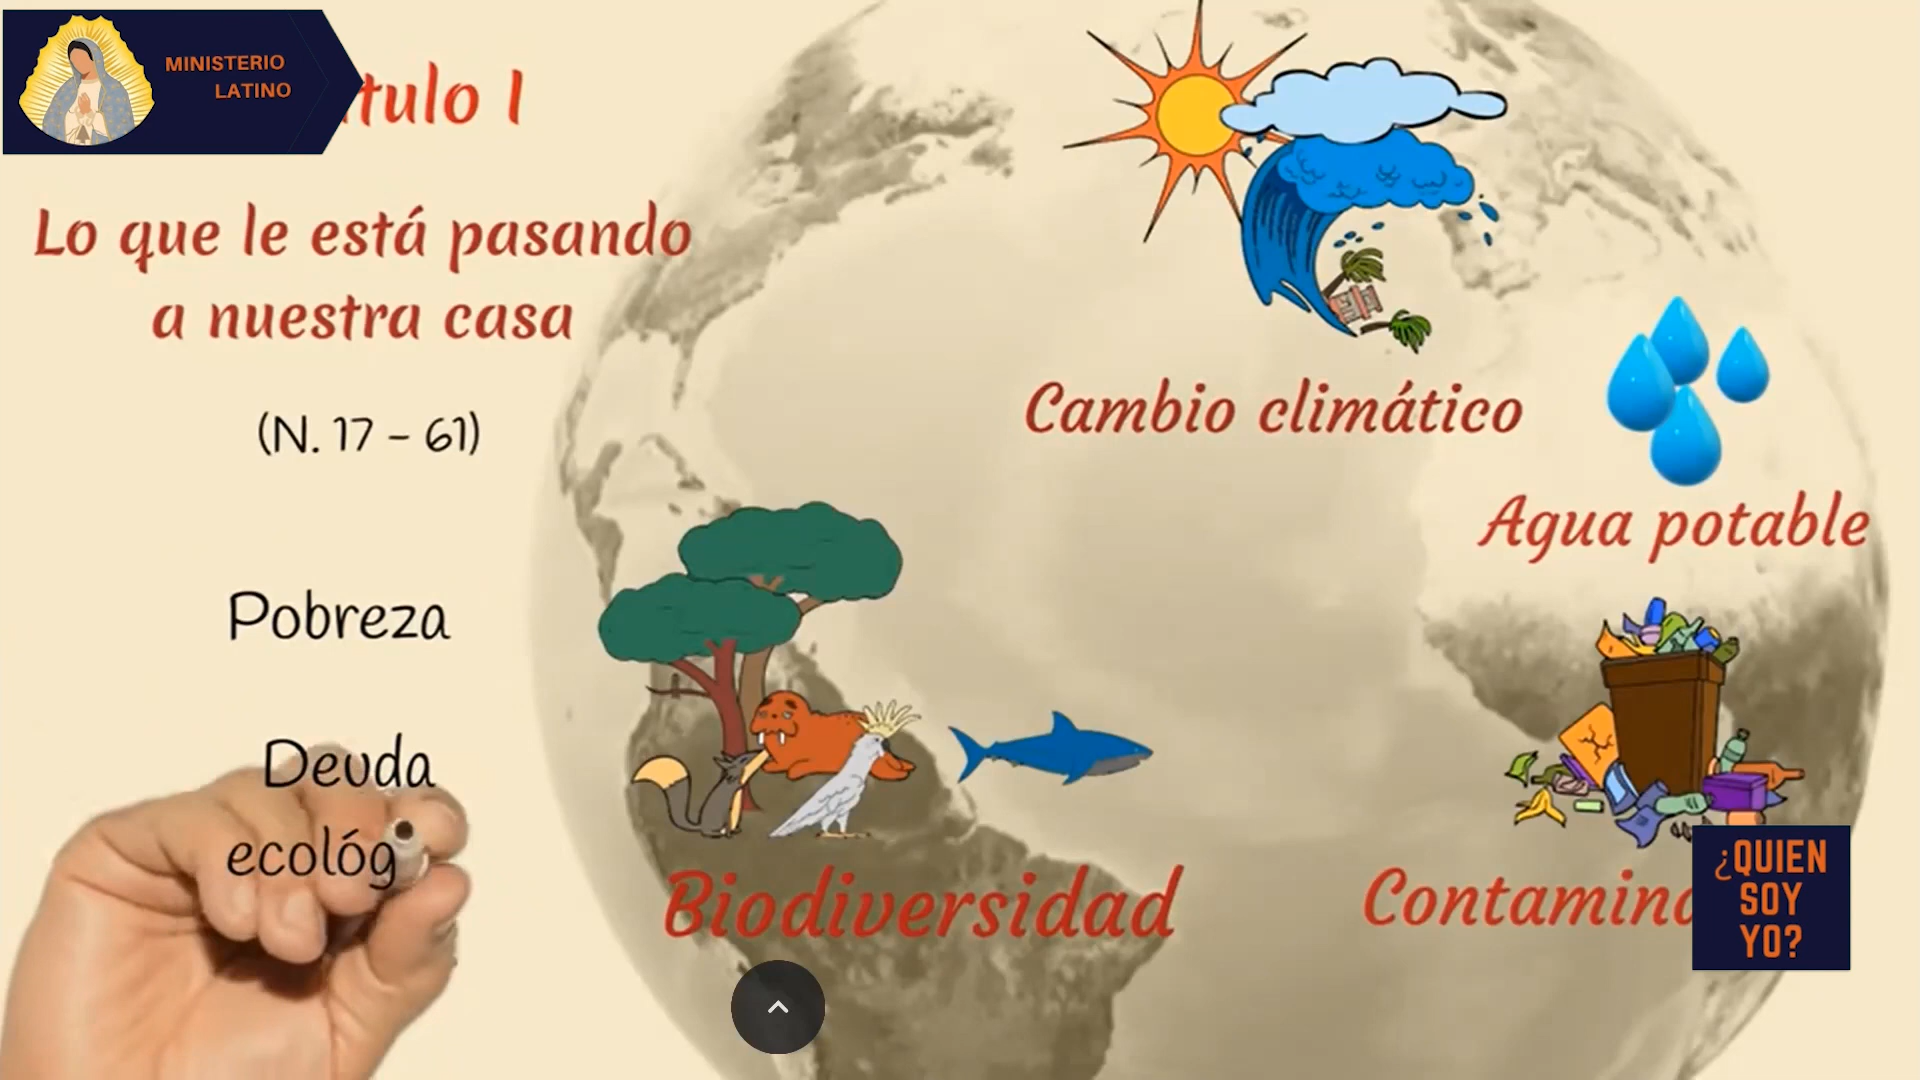 MINISTERIO
LATINO
tulo I
Lo que le está pasando
a nuestra casa
(N. 17 - 61)
Pobreza
Deuda
ecológ
Cambio climático
Agua potable
Biodiversidad
Contamina
¿QUIEN
SOY
YO?